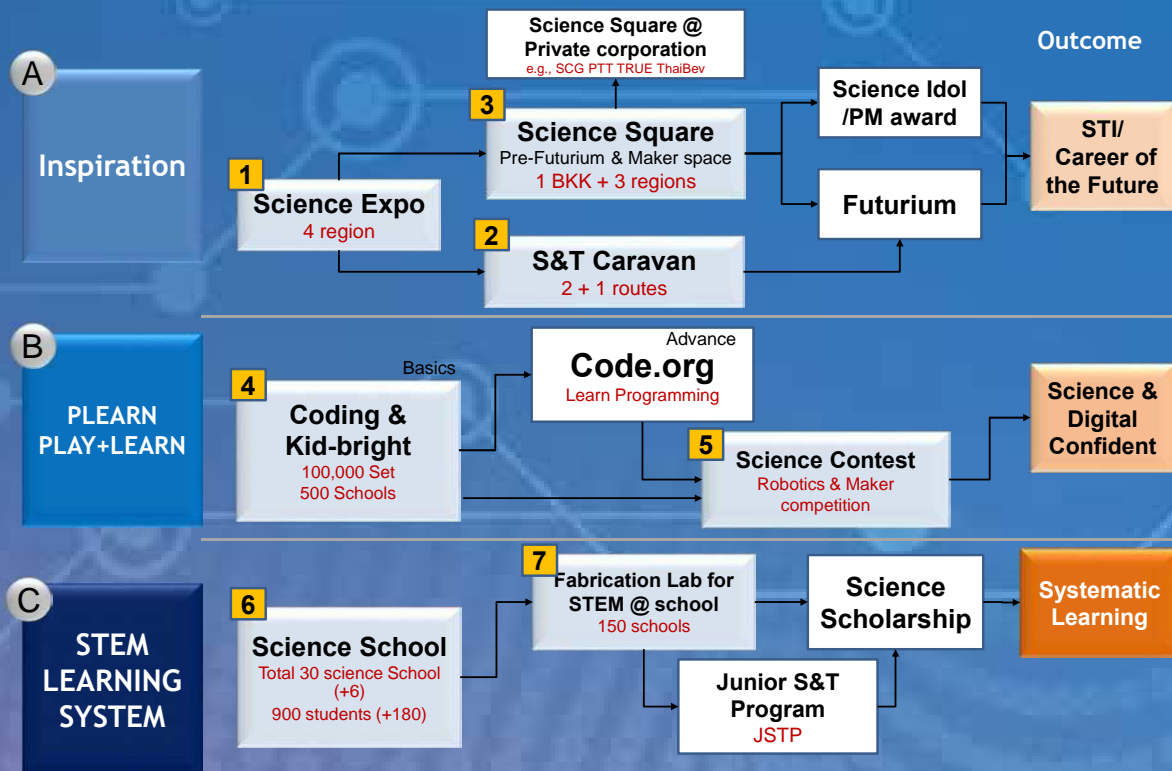 Outcome
A
Inspiration
1
Science Expo
4 region
Science Square @
Private corporation
e.g., SCG PTT TRUE ThaiBev
3
Science Square
Pre-Futurium & Maker space
1 BKK + 3 regions
2
S&T Caravan
2 + 1 routes
Science Idol
/PM award
Futurium
STI/
Career of
the Future
B
PLEARN
PLAY+LEARN
Basics
4
Coding &
Kid-bright
100,000 Set
500 Schools
Advance
Code.org
Learn Programming
5
Science Contest
Robotics & Maker
competition
Science &
Digital
Confident
C
STEM
LEARNING
SYSTEM
6
Science School
Total 30 science School
(+6)
900 students (+180)
7
Fabrication Lab for
STEM @ school
150 schools
Junior S&T
Program
JSTP
Science
Scholarship
Systematic
Learning